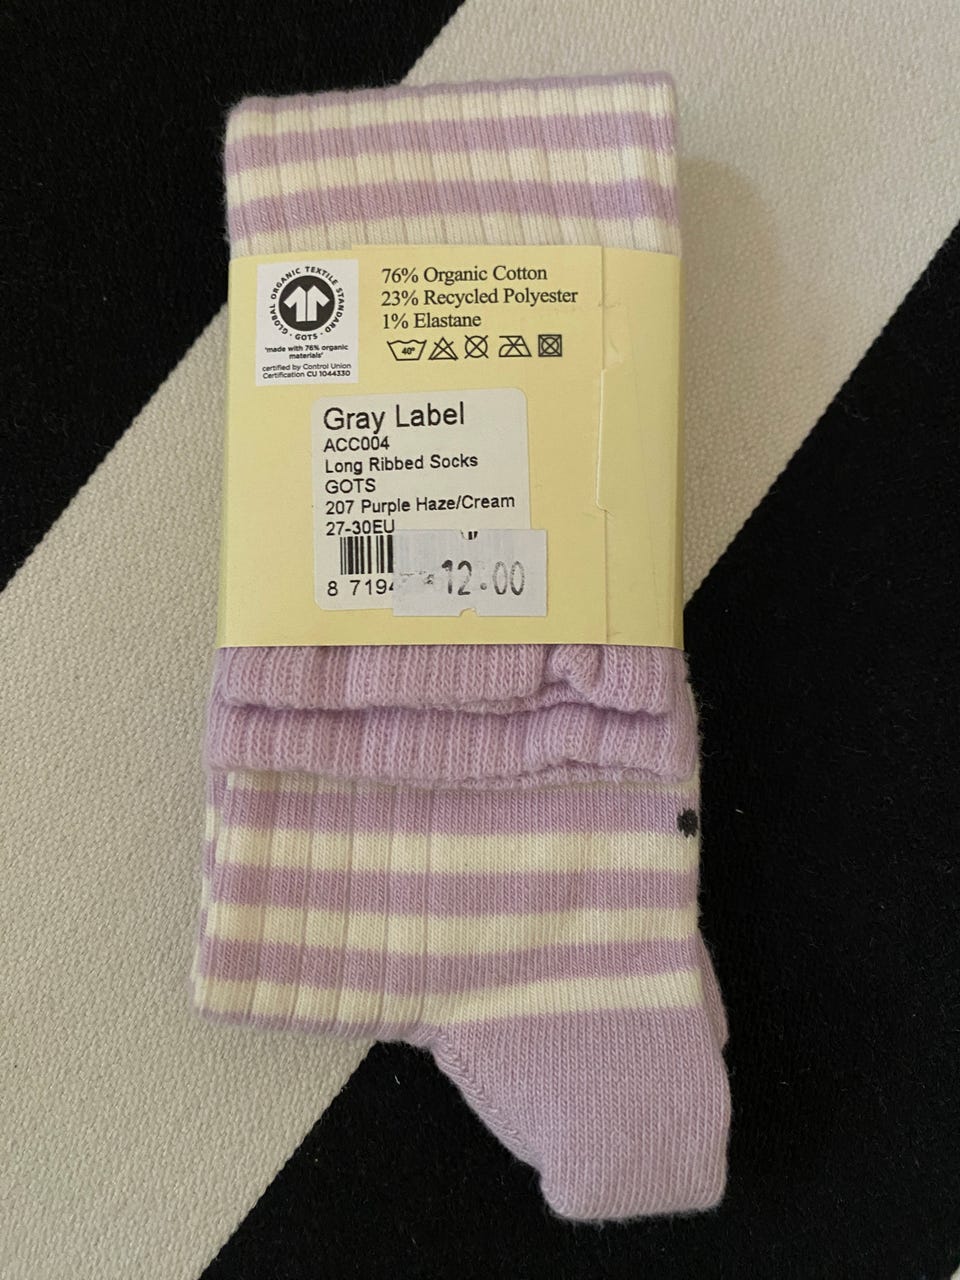 GLOBAL ORGANIC TEXTILE STANDARD
· GOTS ·
"made with 76% organic
materials"
certified by Control Union
Certification CU 1044330
76% Organic Cotton
23% Recycled Polyester
1% Elastane
40°
Gray Label
ACC004
Long Ribbed Socks
GOTS
207 Purple Haze/Cream
27-30EU
8 719
12.00